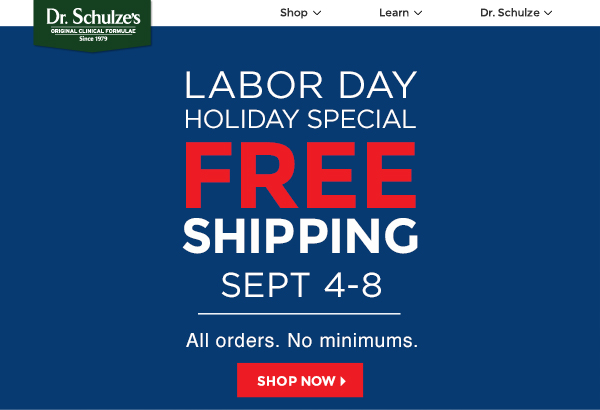 Dr. Schulze's
ORIGINAL CLINICAL FORMULAE
Since 1979
Shop
Learn
Dr. Schulze
LABOR DAY
HOLIDAY SPECIAL
FREE
SHIPPING
SEPT 4-8
All orders. No minimums.
SHOP NOW